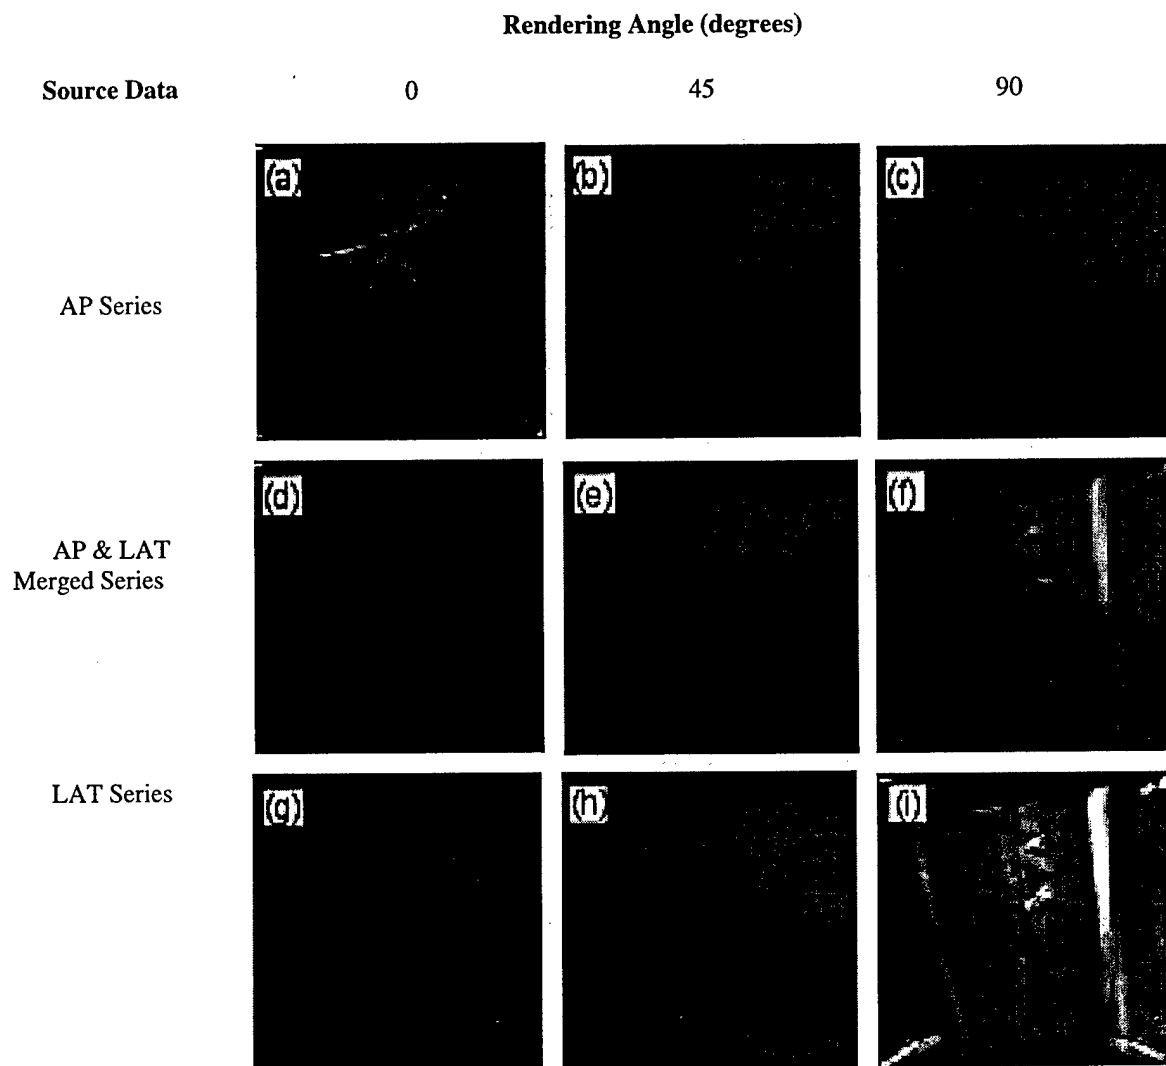 Rendering Angle (degrees)
Source Data 0 45 90
(a) (b) (c)
AP Series
(d) (e) (f)
AP & LAT
Merged Series
LAT Series
(g) (h) (i)